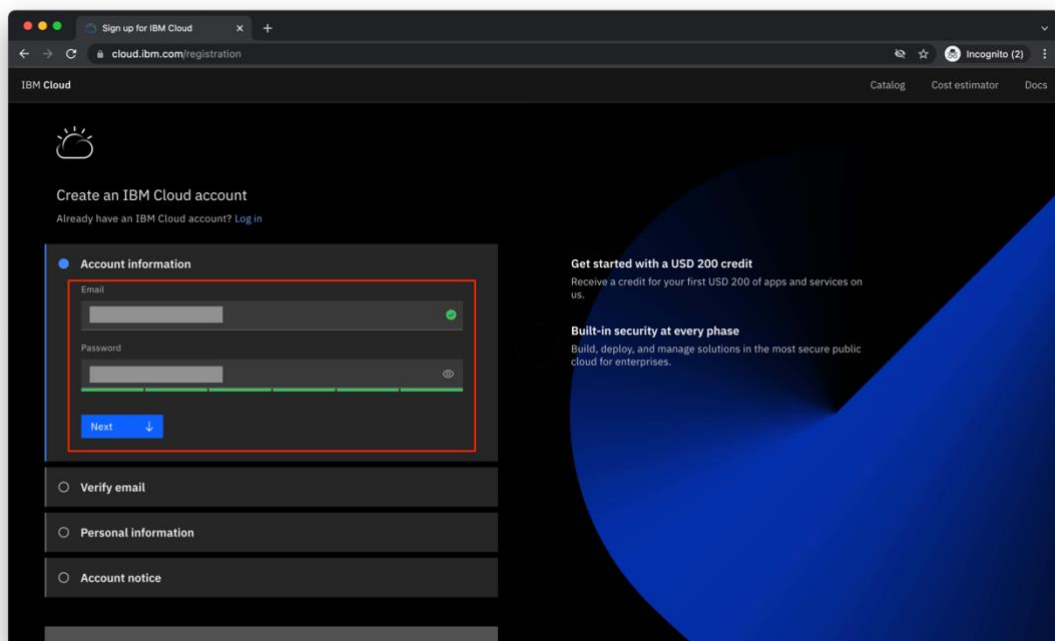 Sign up for IBM Cloud
cloud.ibm.com/registration
Incognito (2)
IBM Cloud
Catalog
Cost estimator
Docs
Create an IBM Cloud account
Already have an IBM Cloud account? Log in
Account information
Email
Password
Next
Verify email
Personal information
Account notice
Get started with a USD 200 credit
Receive a credit for your first USD 200 of apps and services on
us.
Built-in security at every phase
Build, deploy, and manage solutions in the most secure public
cloud for enterprises.